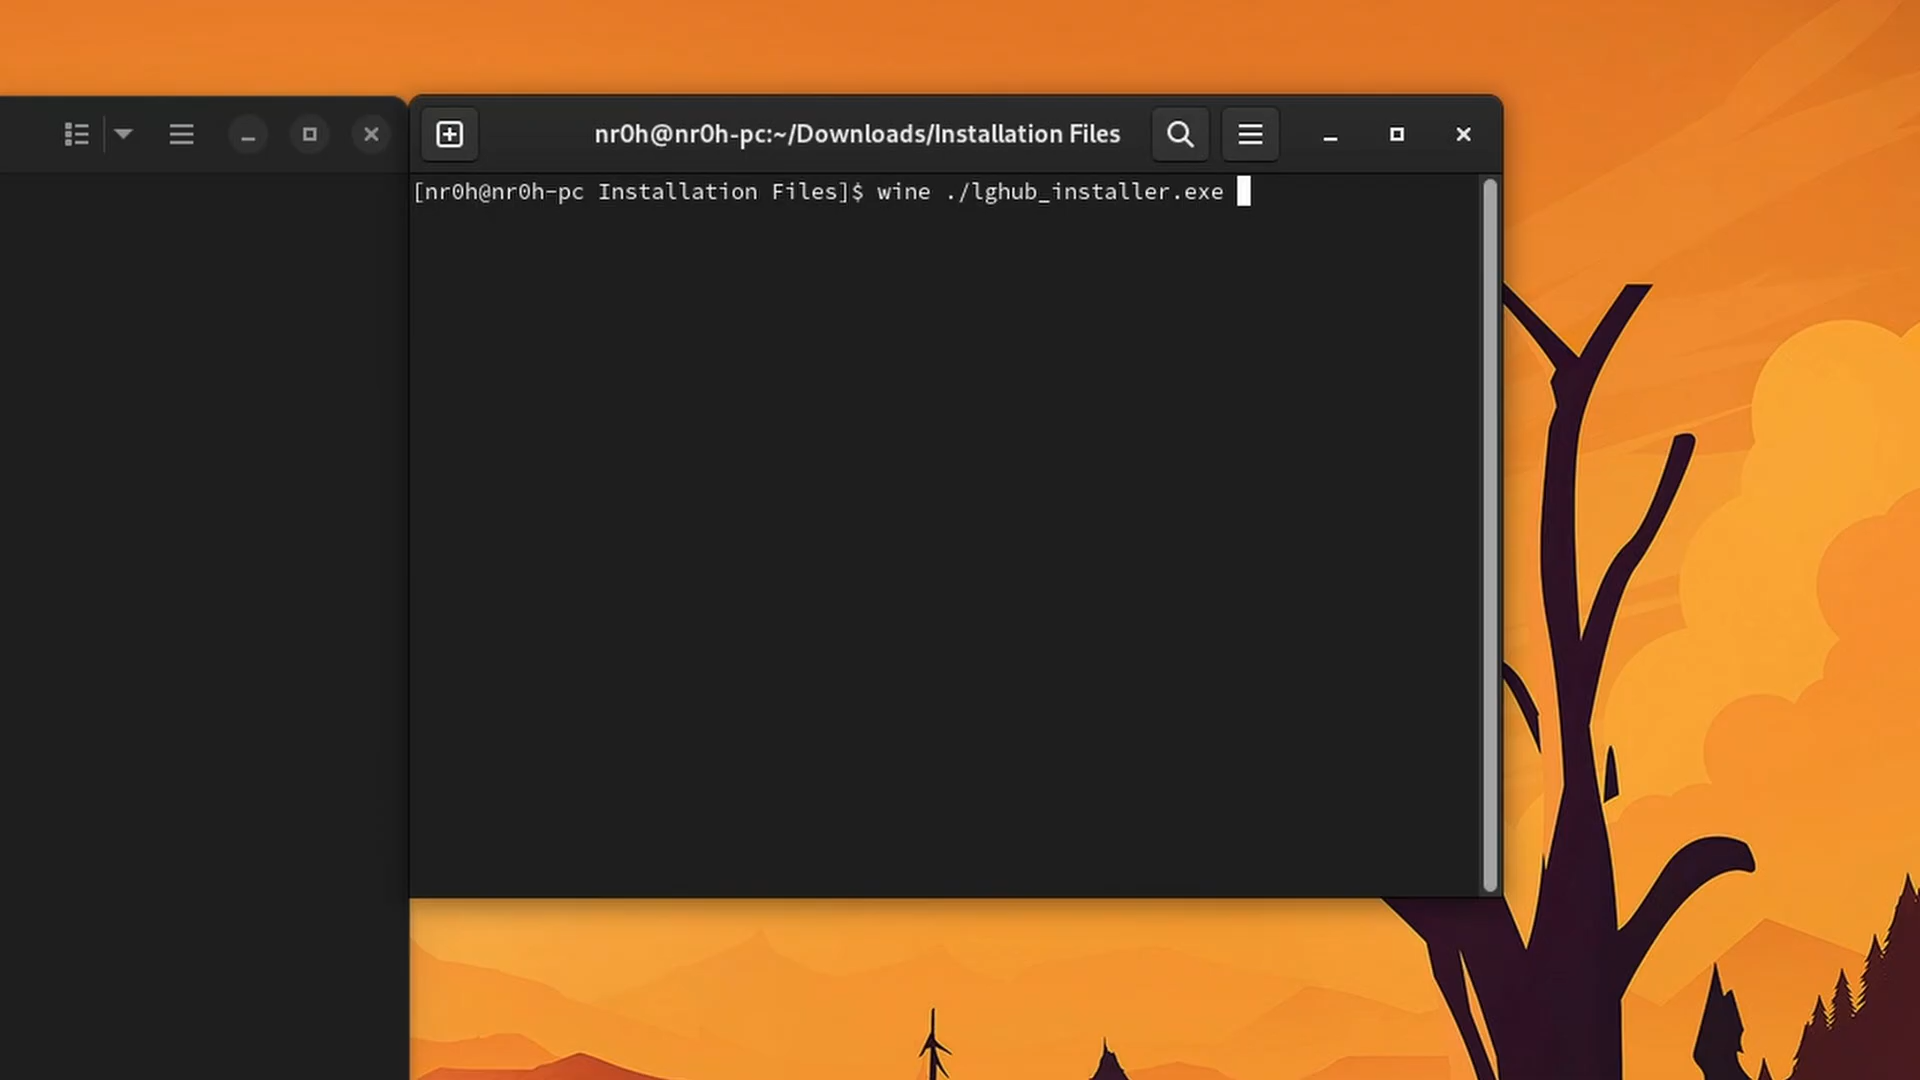 nr0h@nr0h-pc:~/Downloads/Installation Files
[nr0h@nr0h-pc Installation Files]$ wine ./lghub_installer.exe